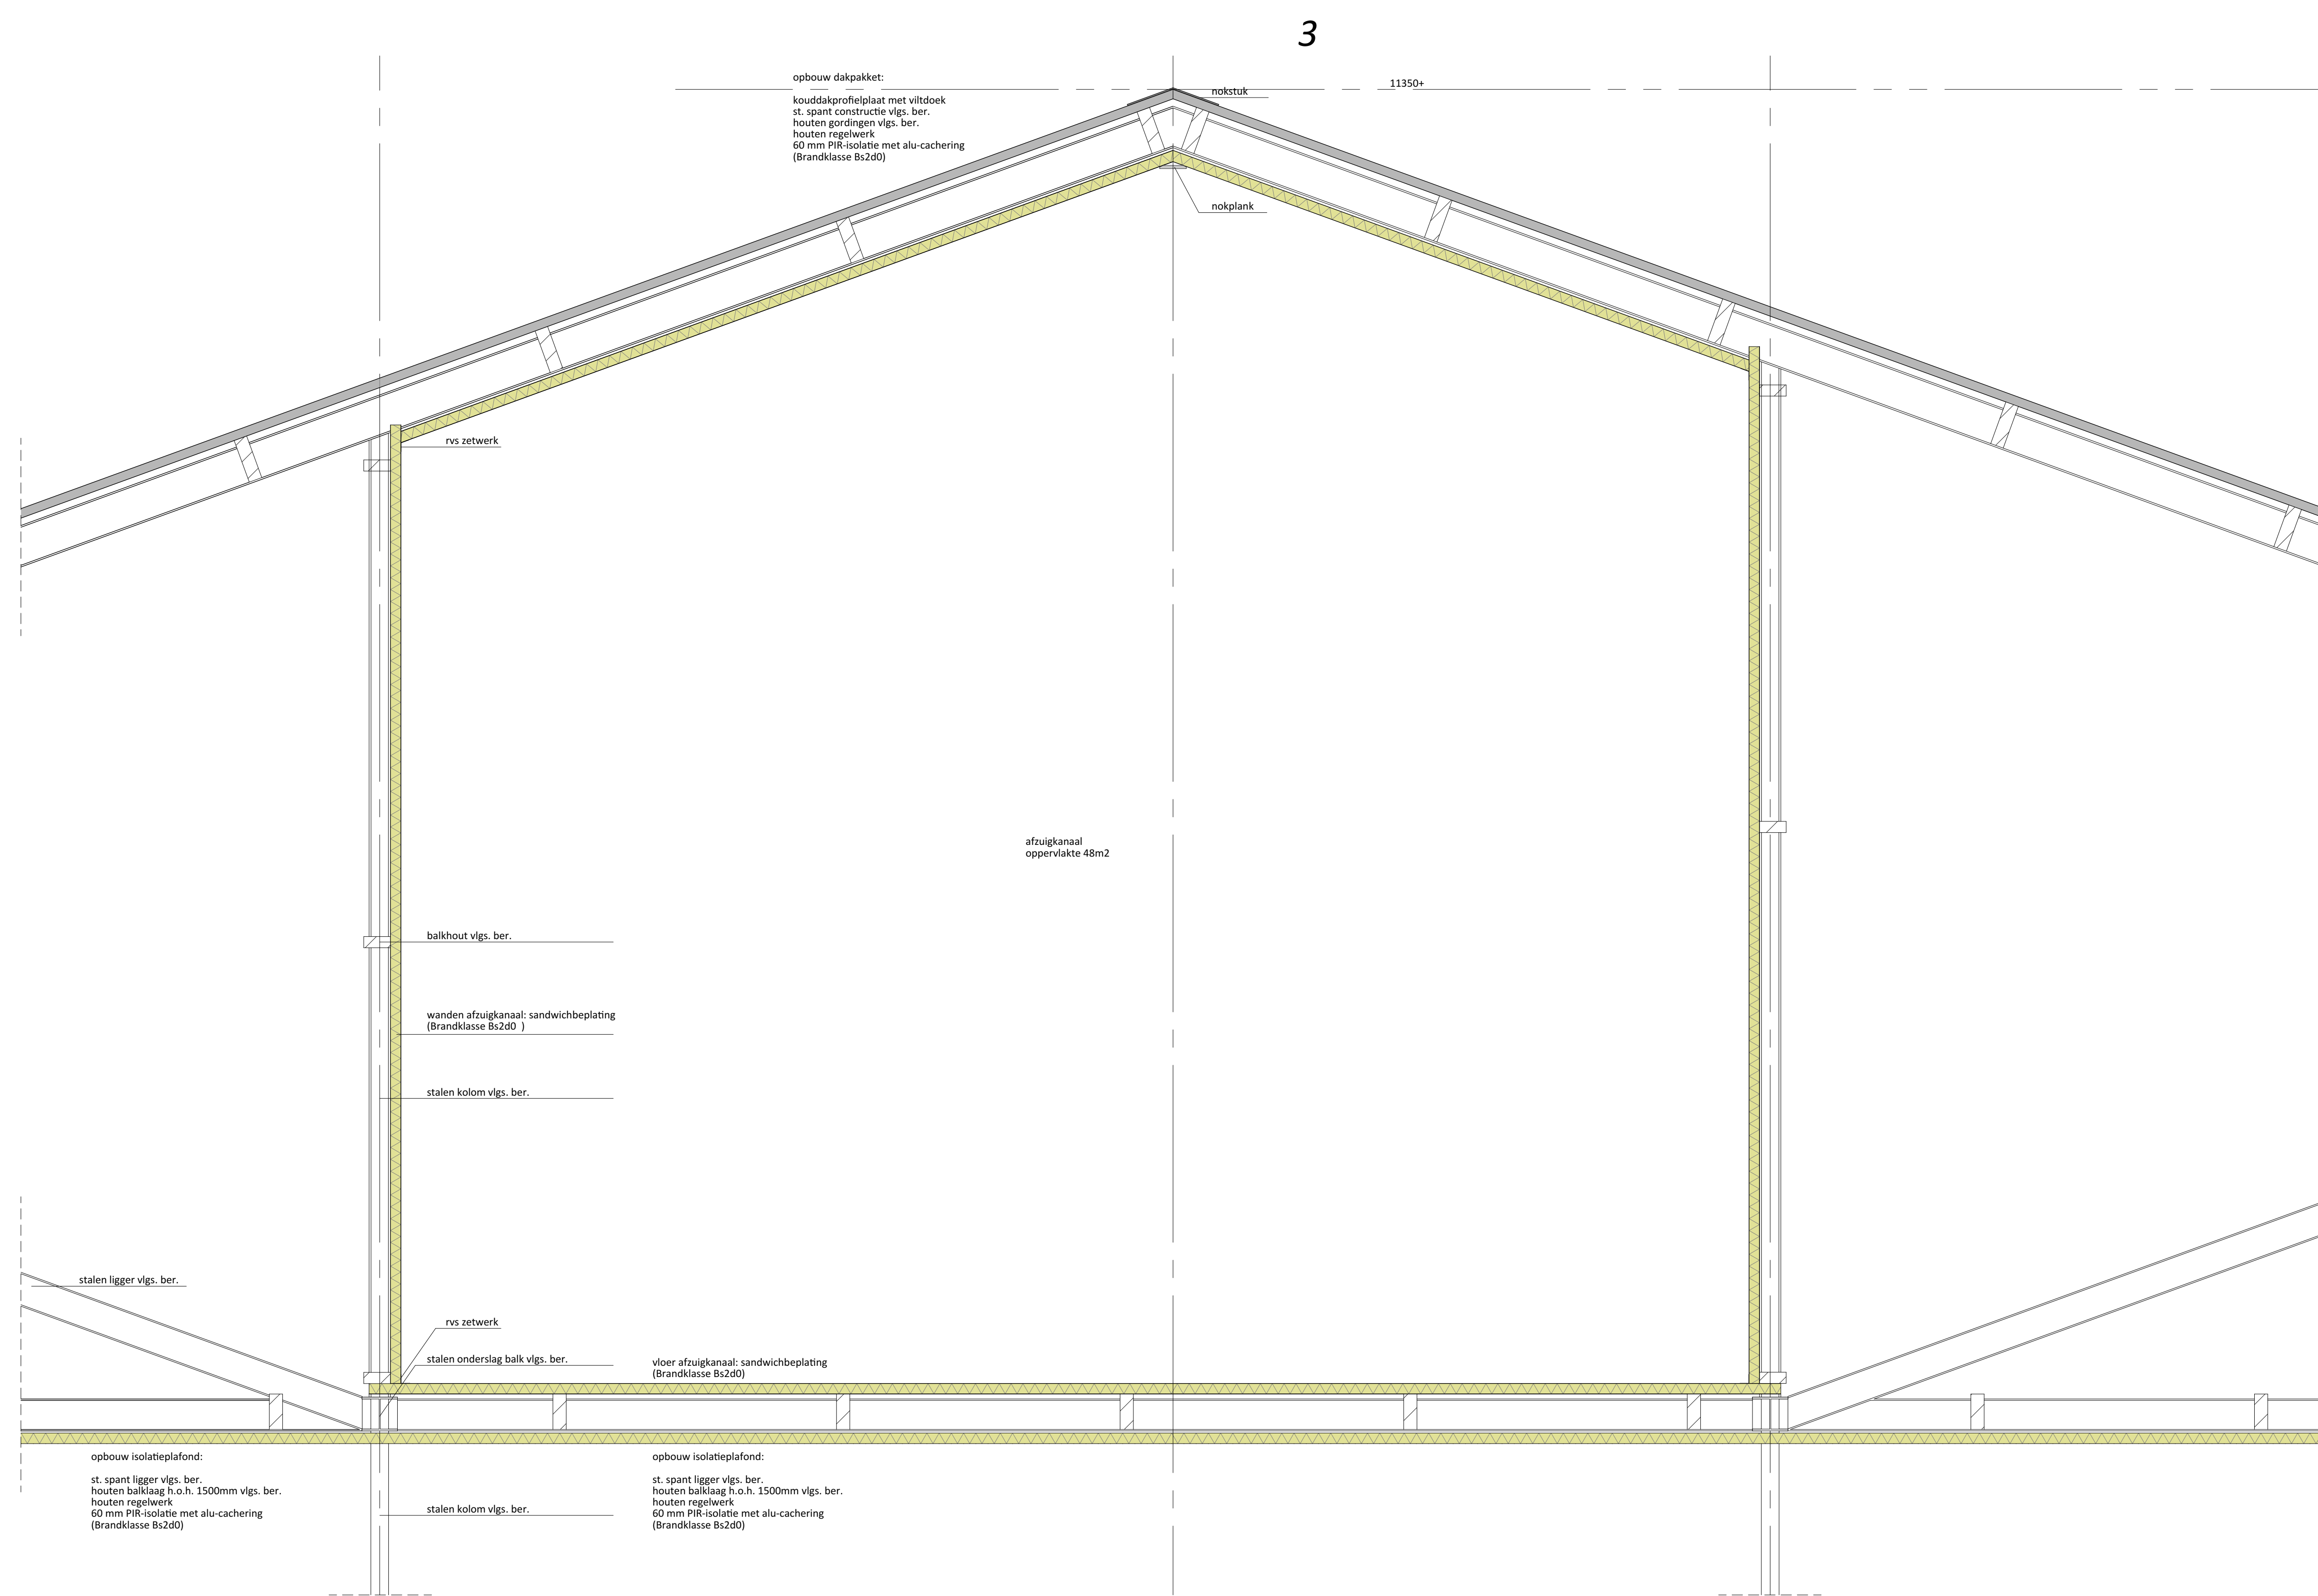 3
opbouw dakpakket:
kouddakprofielplaat met viltdoek
st. spant constructie vlgs. ber.
houten gordingen vlgs. ber.
houten regelwerk
60 mm PIR-isolatie met alu-cachering
(Brandklasse Bs2d0)
nokstuk
11350+
nokplank
rvs zetwerk
afzuigkanaal
oppervlakte 48m2
balkhout vlgs. ber.
wanden afzuigkanaal: sandwichbeplating
(Brandklasse Bs2d0  )
stalen kolom vlgs. ber.
stalen ligger vlgs. ber.
rvs zetwerk
stalen onderslag balk vlgs. ber.
vloer afzuigkanaal: sandwichbeplating
(Brandklasse Bs2d0)
opbouw isolatieplafond:
st. spant ligger vlgs. ber.
houten balklaag h.o.h. 1500mm vlgs. ber.
houten regelwerk
60 mm PIR-isolatie met alu-cachering
(Brandklasse Bs2d0)
stalen kolom vlgs. ber.
opbouw isolatieplafond:
st. spant ligger vlgs. ber.
houten balklaag h.o.h. 1500mm vlgs. ber.
houten regelwerk
60 mm PIR-isolatie met alu-cachering
(Brandklasse Bs2d0)